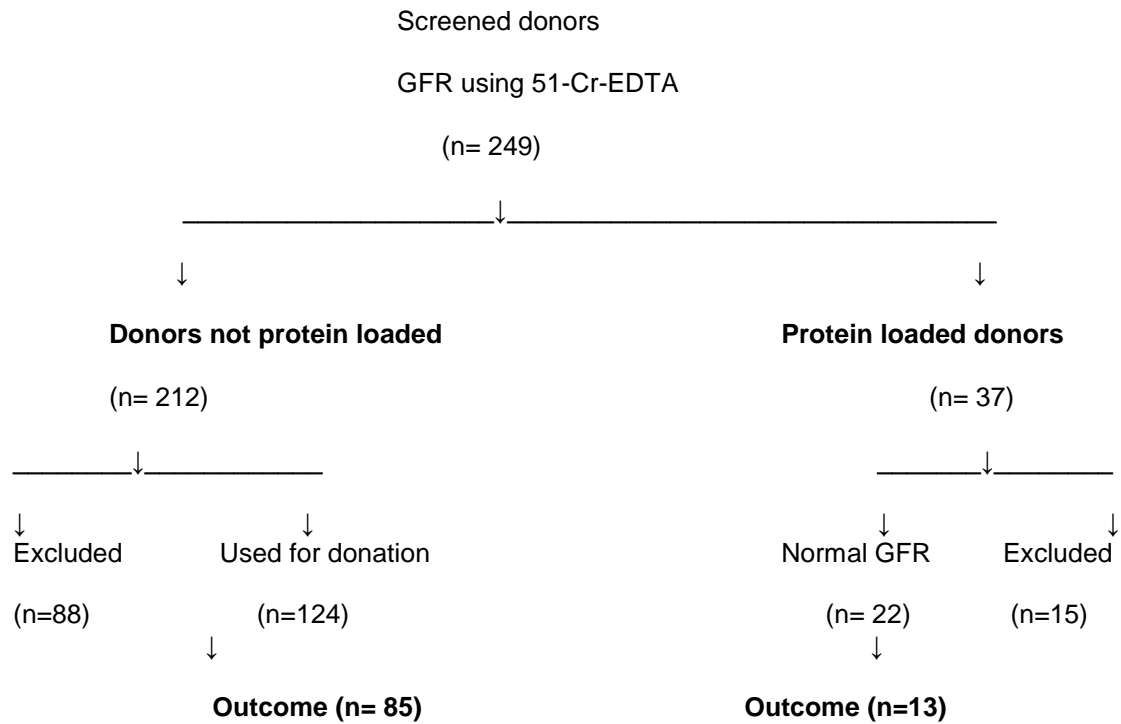 Screened donors
GFR using 51-Cr-EDTA
(n= 249)
Donors not protein loaded Protein loaded donors
(n= 212) (n= 37)
Excluded Used for donation Normal GFR Excluded
(n=88) (n=124) (n= 22) (n=15)
Outcome (n= 85) Outcome (n=13)